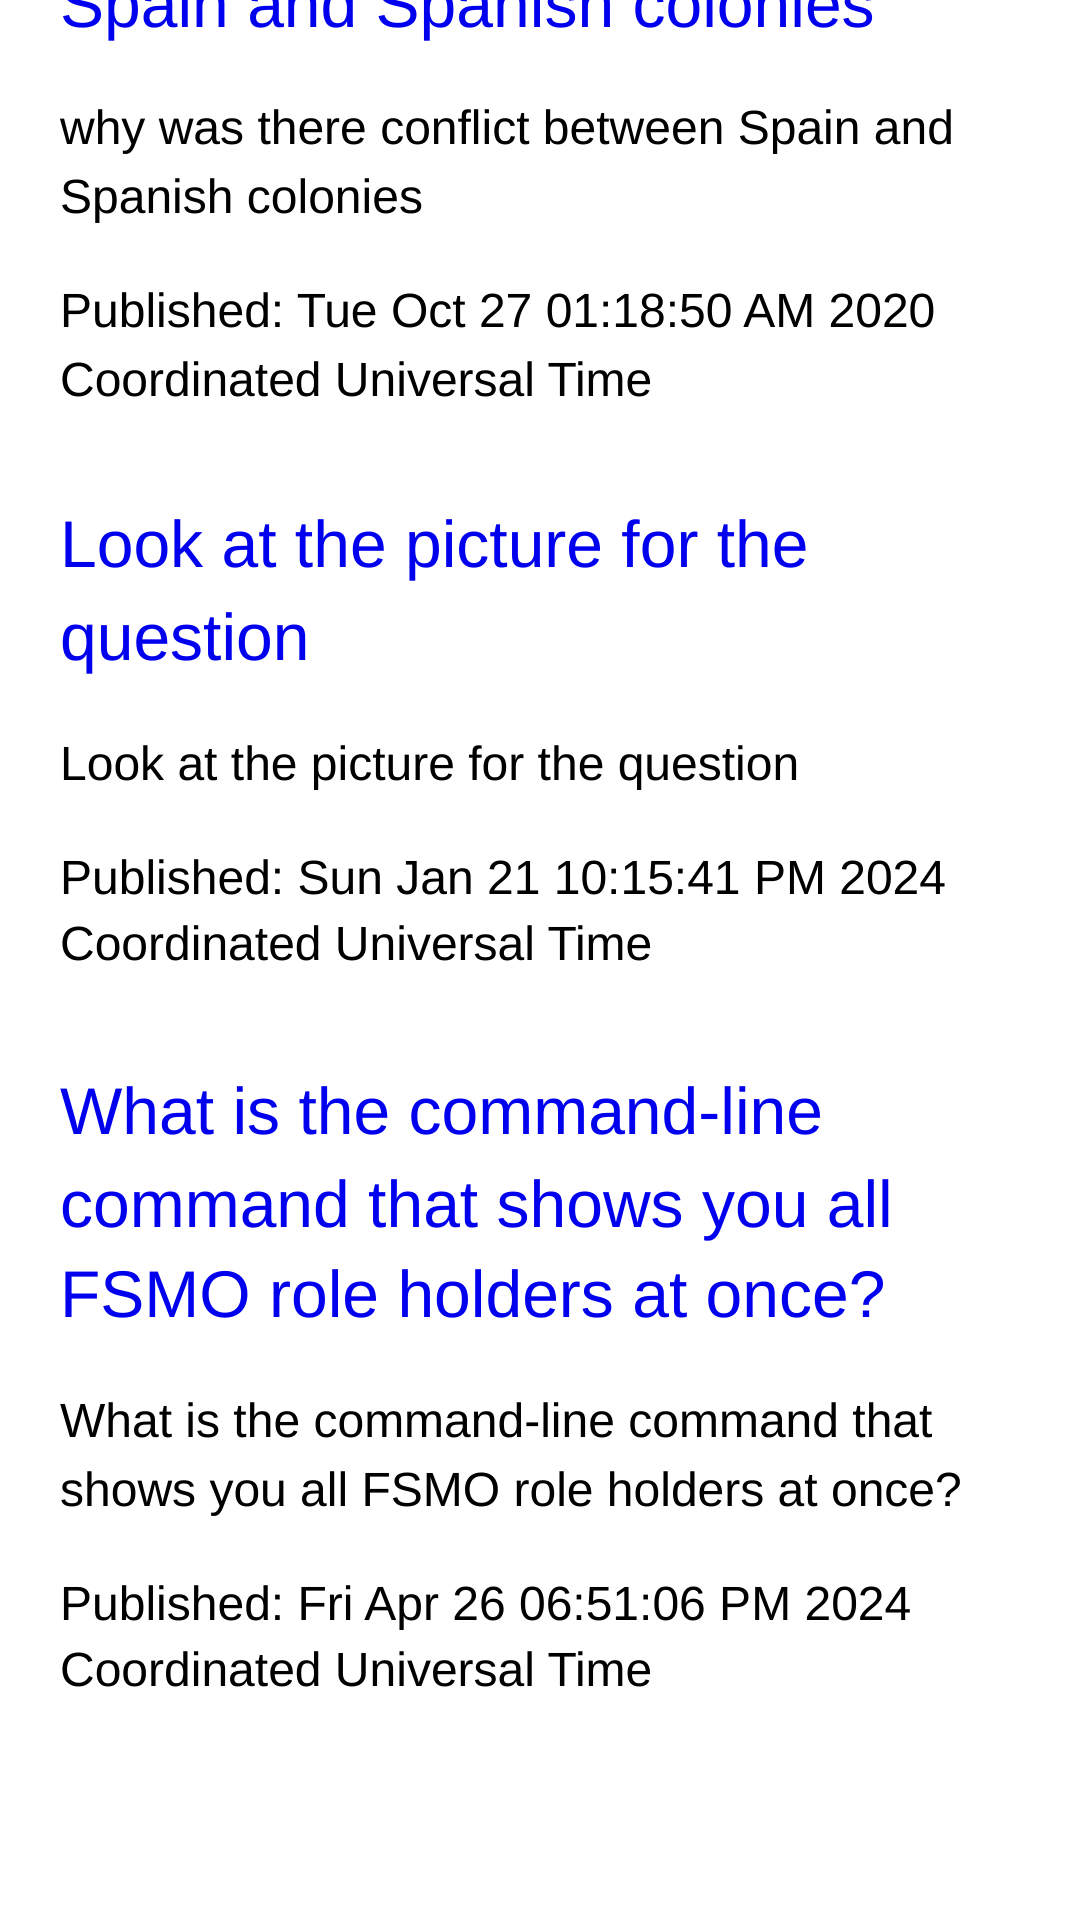 Spain and Spanish colonies
why was there conflict between Spain and
Spanish colonies
Published: Tue Oct 27 01:18:50 AM 2020
Coordinated Universal Time
Look at the picture for the
question
Look at the picture for the question
Published: Sun Jan 21 10:15:41 PM 2024
Coordinated Universal Time
What is the command-line
command that shows you all
FSMO role holders at once?
What is the command-line command that
shows you all FSMO role holders at once?
Published: Fri Apr 26 06:51:06 PM 2024
Coordinated Universal Time